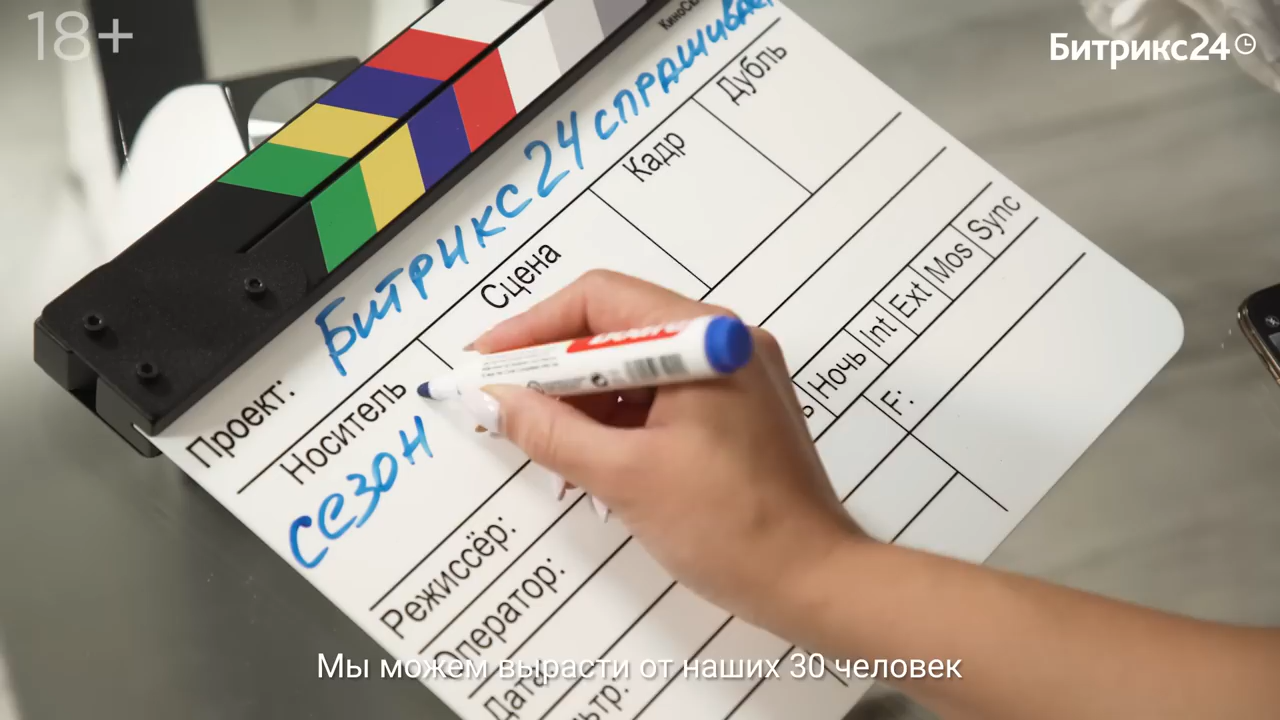 18+
Битрикс24
Проект: Битрикс24 спрашивает
Сцена
Кадр
Дубль
Носитель
сезон
Int
Ext
Mos
Sync
Ночь
F:
Режиссёр:
Оператор:
Дата:
Мы можем вырасти от наших 30 человек